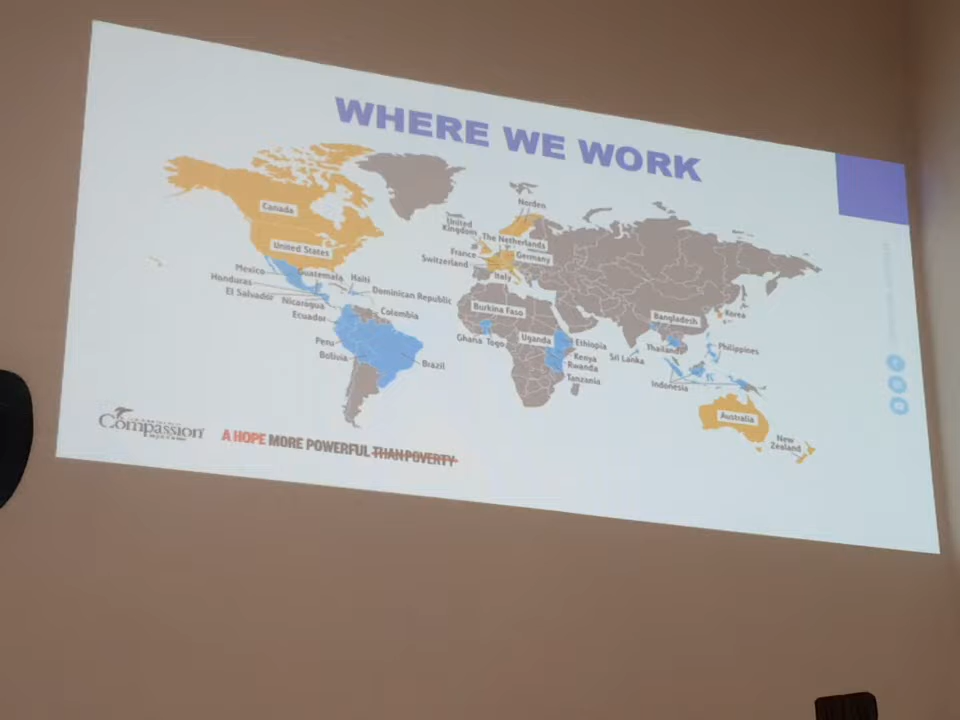 WHERE WE WORK
Norden
Canada
United
Kingdom
The Netherlands
United States
France
Germany
Switzerland
Italy
Mexico
Guatemala
Haiti
Honduras
Dominican Republic
El Salvador
Nicaragua
Burkina Faso
Bangladesh
Korea
Ecuador
Colombia
Ghana
Togo
Uganda
Ethiopia
Thailand
Philippines
Peru
Kenya
Sri Lanka
Bolivia
Brazil
Rwanda
Tanzania
Indonesia
Australia
New
Zealand
Compassion
A HOPE MORE POWERFUL THAN POVERTY